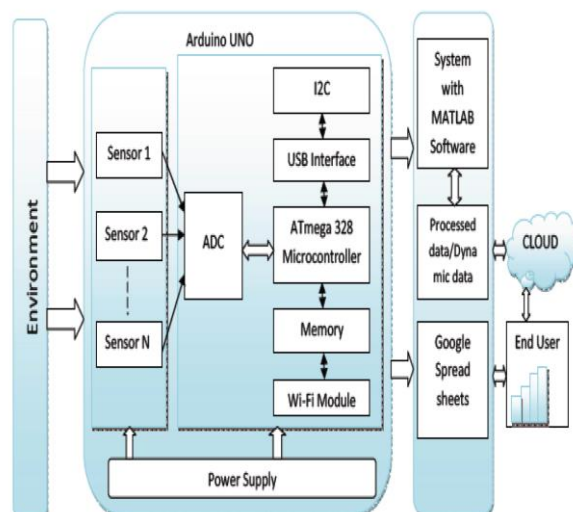 Arduino UNO
Environment
Sensor 1
Sensor 2
Sensor N
ADC
I2C
USB Interface
ATmega 328
Microcontroller
Memory
Wi-Fi Module
Power Supply
System
with
MATLAB
Software
Processed
data/Dyna
mic data
Google
Spread
sheets
CLOUD
End User